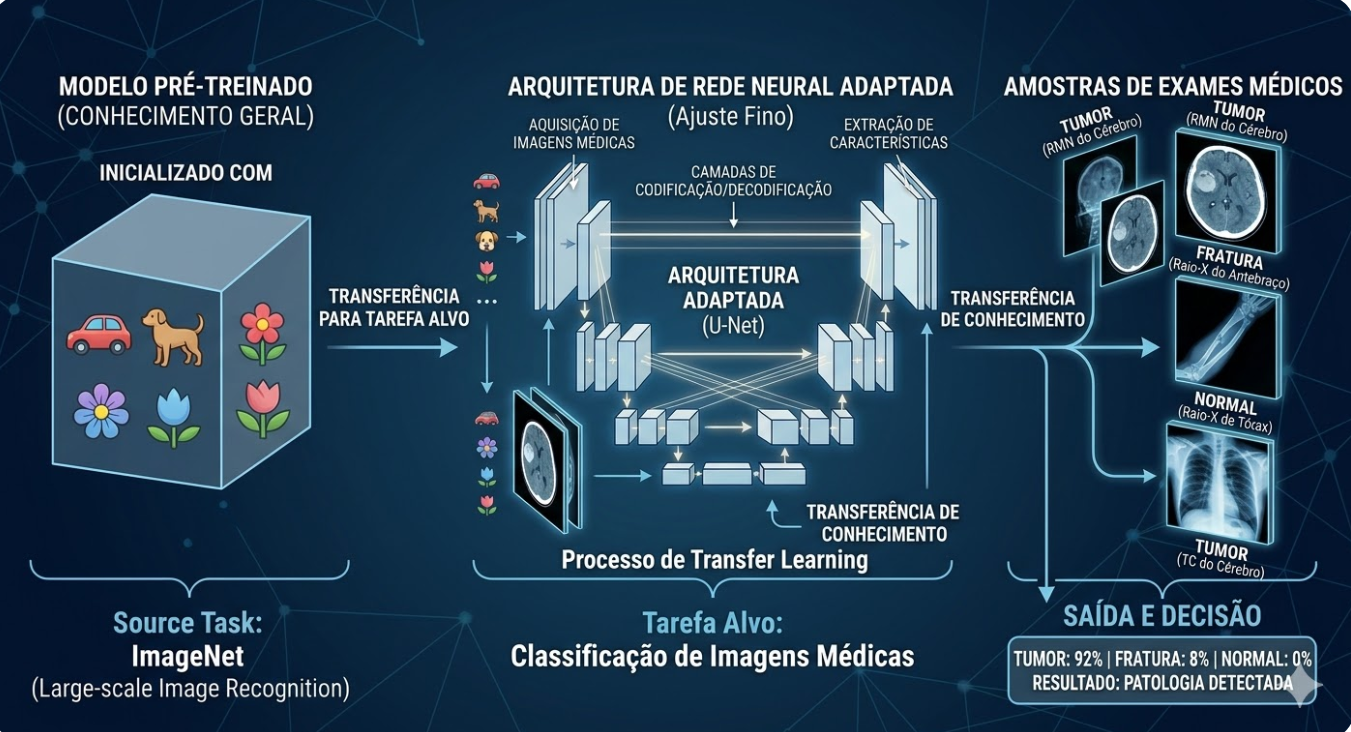 MODELO PRÉ-TREINADO
(CONHECIMENTO GERAL)
INICIALIZADO COM
TRANSFERÊNCIA
PARA TAREFA ALVO
Source Task:
ImageNet
(Large-scale Image Recognition)
ARQUITETURA DE REDE NEURAL ADAPTADA
(Ajuste Fino)
AQUISIÇÃO DE
IMAGENS MÉDICAS
EXTRAÇÃO DE
CARACTERÍSTICAS
CAMADAS DE
CODIFICAÇÃO/DECODIFICAÇÃO
...
ARQUITETURA
ADAPTADA
(U-Net)
TRANSFERÊNCIA DE
CONHECIMENTO
Processo de Transfer Learning
Tarefa Alvo:
Classificação de Imagens Médicas
TRANSFERÊNCIA
DE CONHECIMENTO
AMOSTRAS DE EXAMES MÉDICOS
TUMOR
(RMN do Cérebro)
TUMOR
(RMN do Cérebro)
FRATURA
(Raio-X do Antebraço)
NORMAL
(Raio-X de Tócax)
TUMOR
(TC do Cérebro)
SAÍDA E DECISÃO
TUMOR: 92% | FRATURA: 8% | NORMAL: 0%
RESULTADO: PATOLOGIA DETECTADA